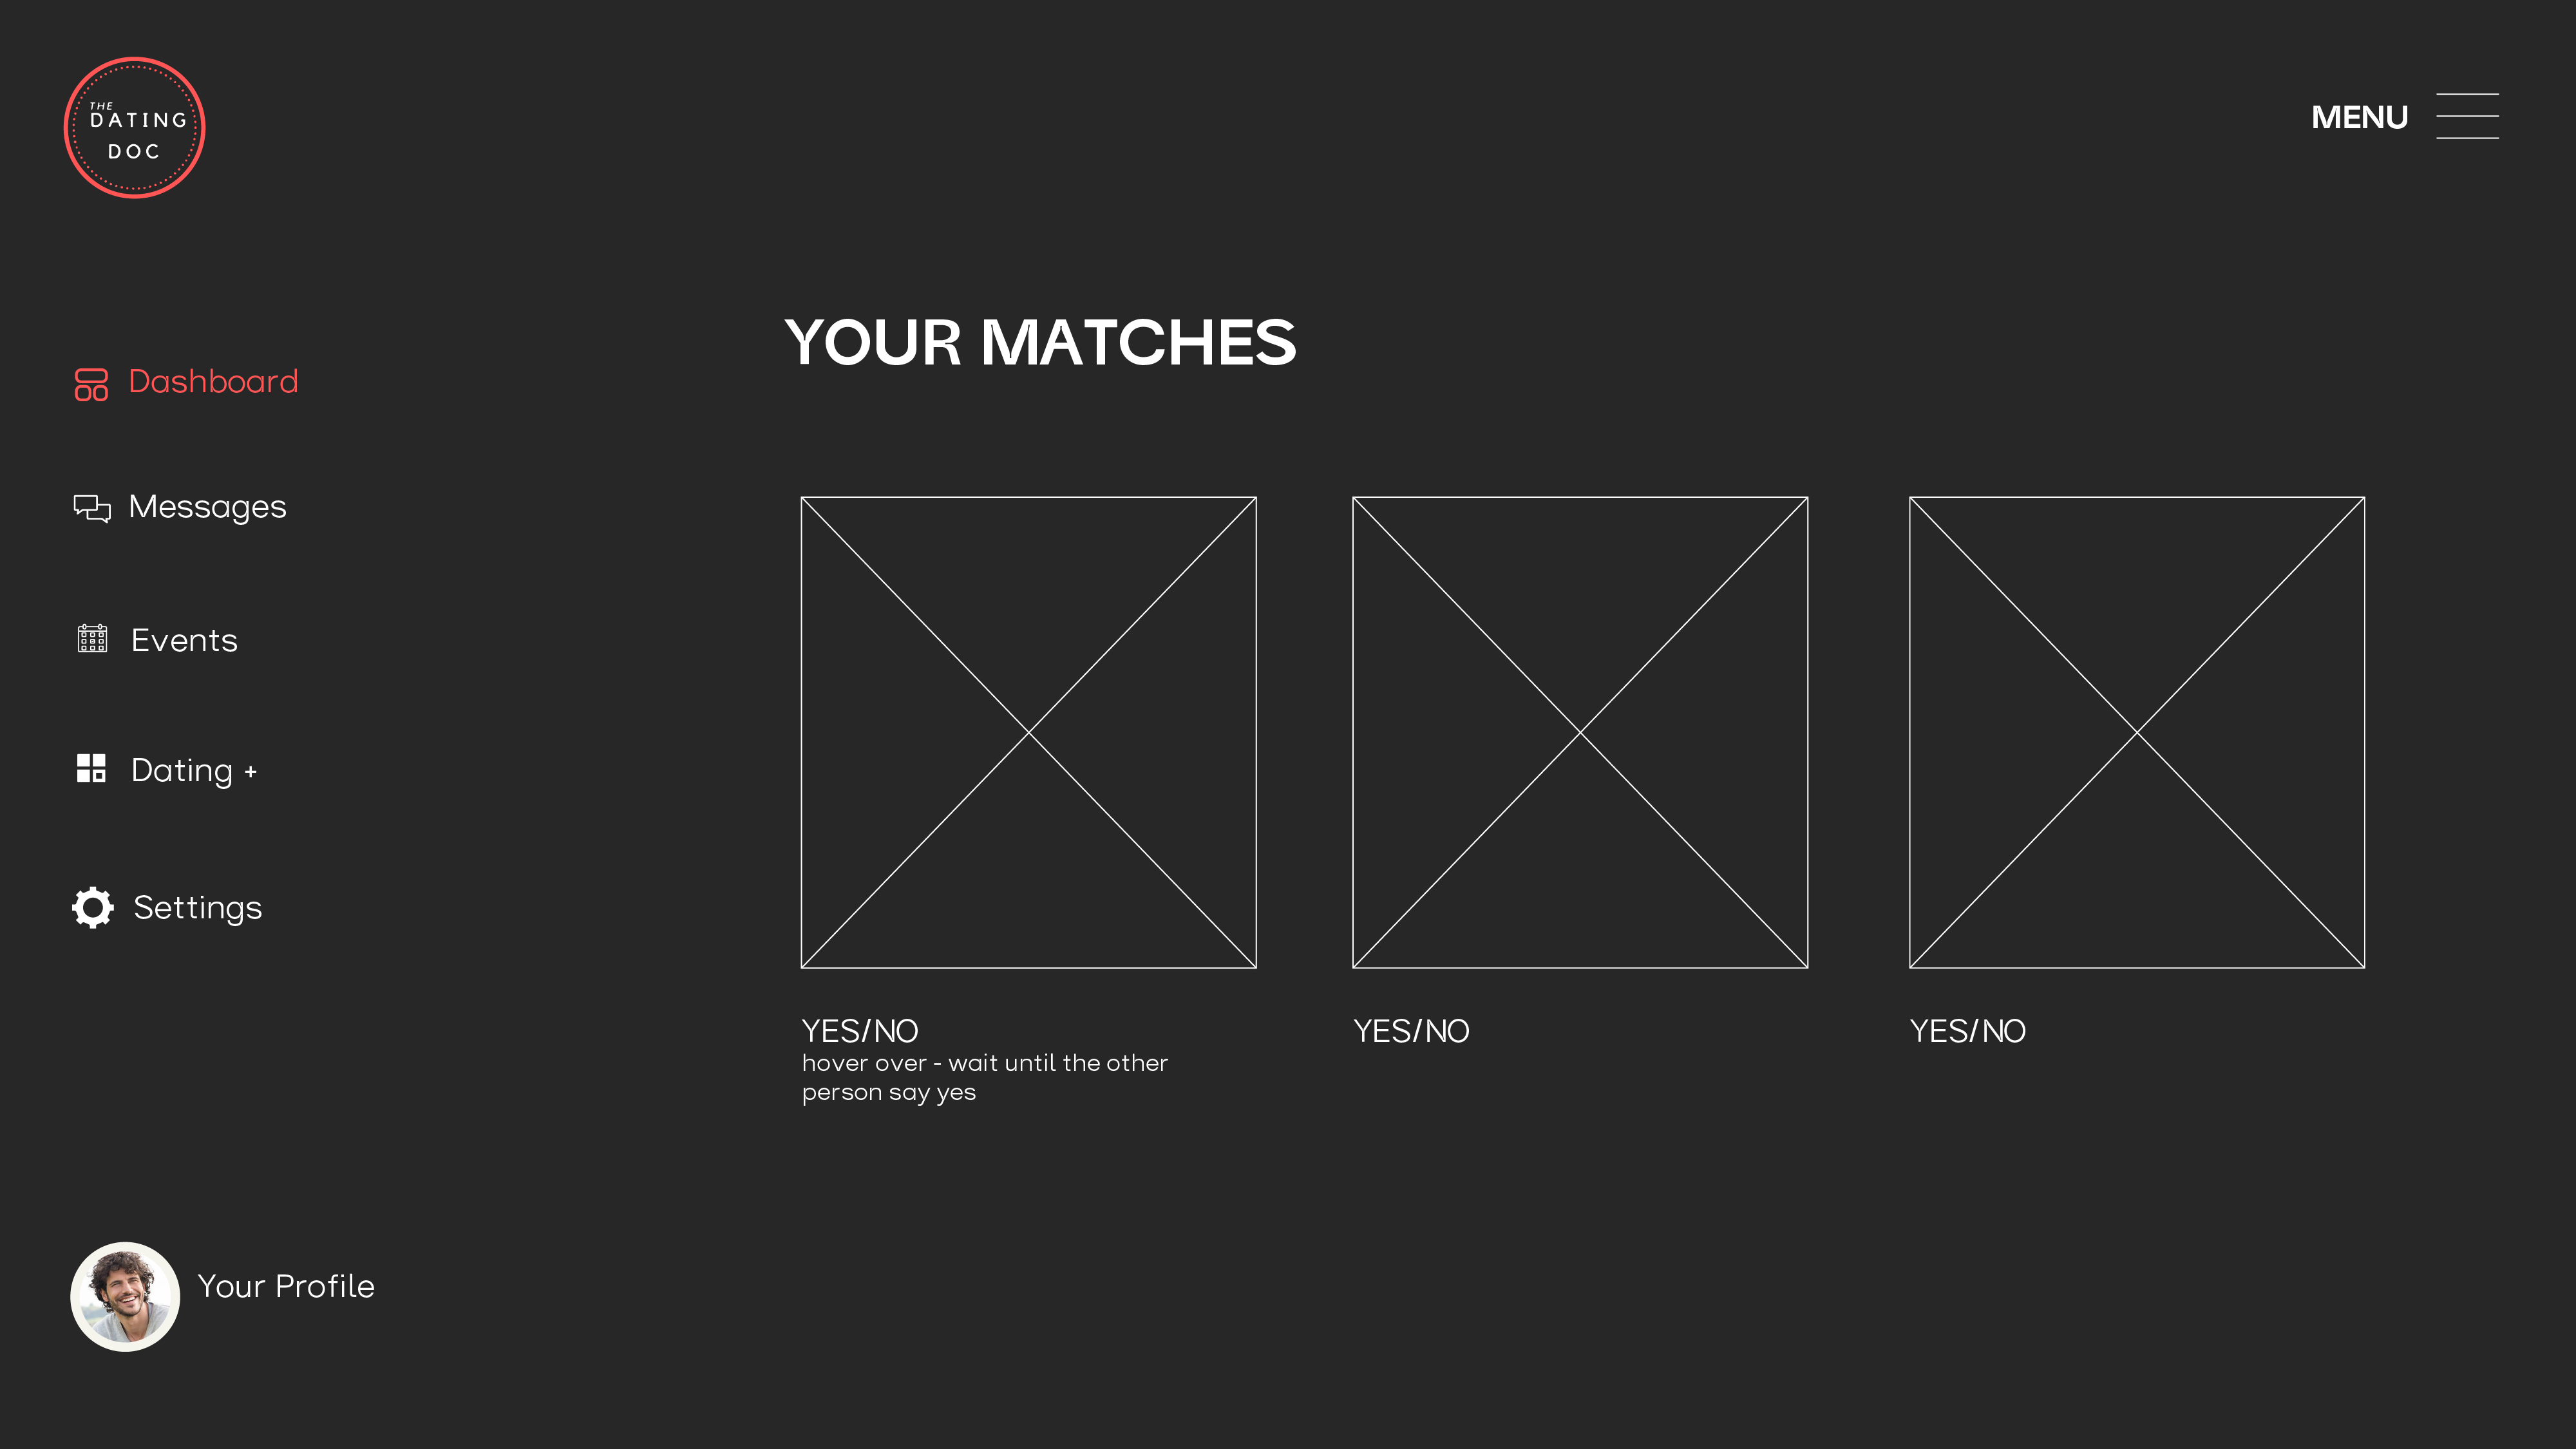 THE
DATING
DOC
MENU
YOUR MATCHES
Dashboard
Messages
Events
Dating +
Settings
YES/NO
hover over - wait until the other
person say yes
YES/NO
YES/NO
Your Profile